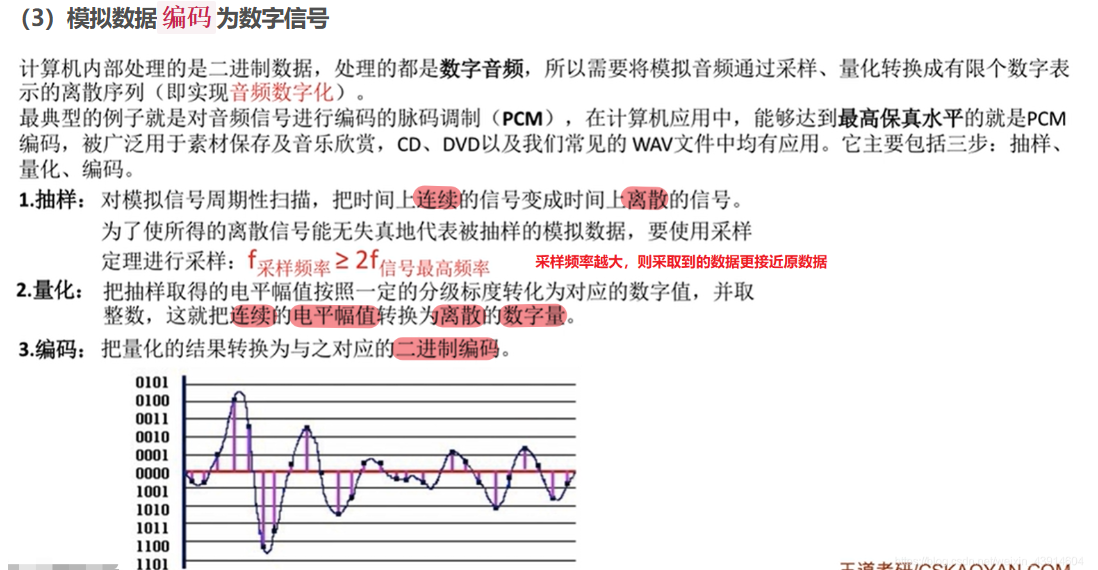 （3）模拟数据编码为数字信号
计算机内部处理的是二进制数据，处理的都是数字音频，所以需要将模拟音频通过采样、量化转换成有限个数字表
示的离散序列（即实现音频数字化）。
最典型的例子就是对音频信号进行编码的脉码调制（PCM），在计算机应用中，能够达到最高保真水平的就是PCM
编码，被广泛用于素材保存及音乐欣赏，CD、DVD以及我们常见的 WAV文件中均有应用。它主要包括三步：抽样、
量化、编码。
1.抽样：对模拟信号周期性扫描，把时间上连续的信号变成时间上离散的信号。
为了使所得的离散信号能无失真地代表被抽样的模拟数据，要使用采样
定理进行采样：f采样频率 ≥ 2f信号最高频率 采样频率越大，则采取到的数据更接近原数据
2.量化：把抽样取得的电平幅值按照一定的分级标度转化为对应的数字值，并取
整数，这就把连续的电平幅值转换为离散的数字量。
3.编码：把量化的结果转换为与之对应的二进制编码。
0101
0100
0011
0010
0001
0000
1001
1010
1011
1100
1101
王道考研/CSKAOYAN.COM